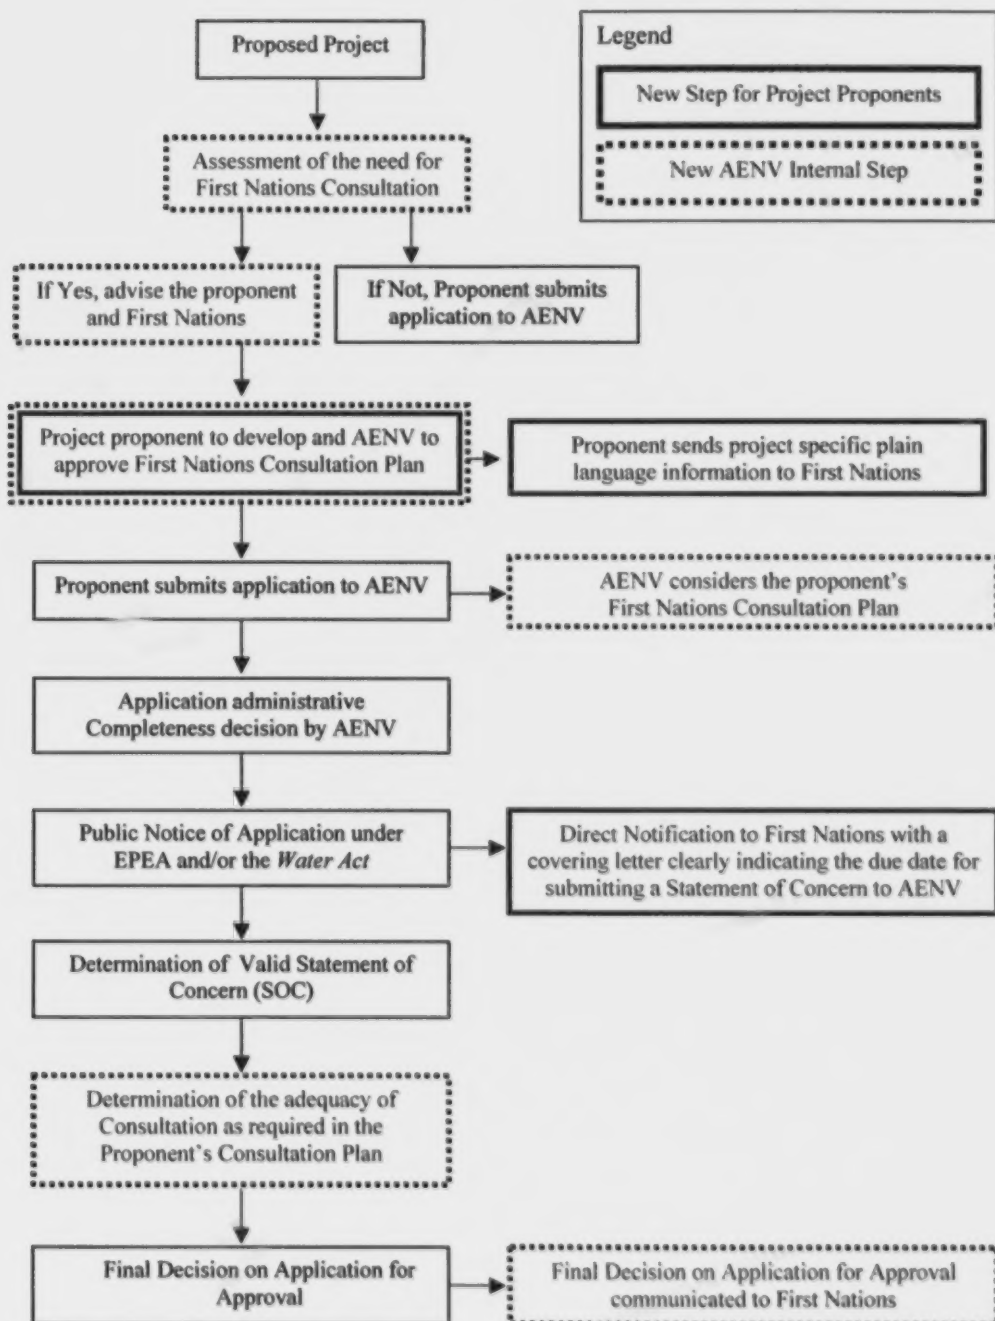 Proposed Project
Legend
New Step for Project Proponents
New AENV Internal Step
Assessment of the need for
First Nations Consultation
If Yes, advise the proponent
and First Nations
If Not, Proponent submits
application to AENV
Project proponent to develop and AENV to
approve First Nations Consultation Plan
Proponent sends project specific plain
language information to First Nations
Proponent submits application to AENV
AENV considers the proponent's
First Nations Consultation Plan
Application administrative
Completeness decision by AENV
Public Notice of Application under
EPEA and/or the Water Act
Direct Notification to First Nations with a
covering letter clearly indicating the due date for
submitting a Statement of Concern to AENV
Determination of Valid Statement of
Concern (SOC)
Determination of the adequacy of
Consultation as required in the
Proponent's Consultation Plan
Final Decision on Application for
Approval
Final Decision on Application for Approval
communicated to First Nations